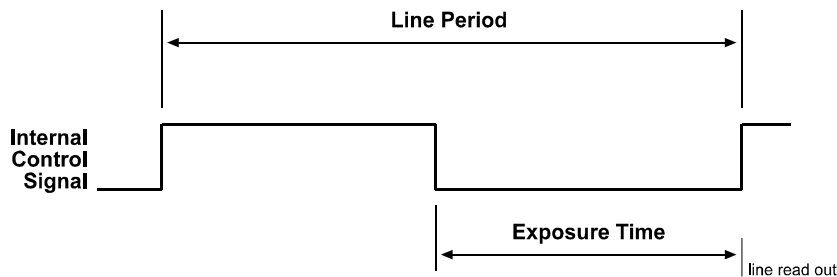 Line Period
Internal
Control
Signal
Exposure Time
line read out